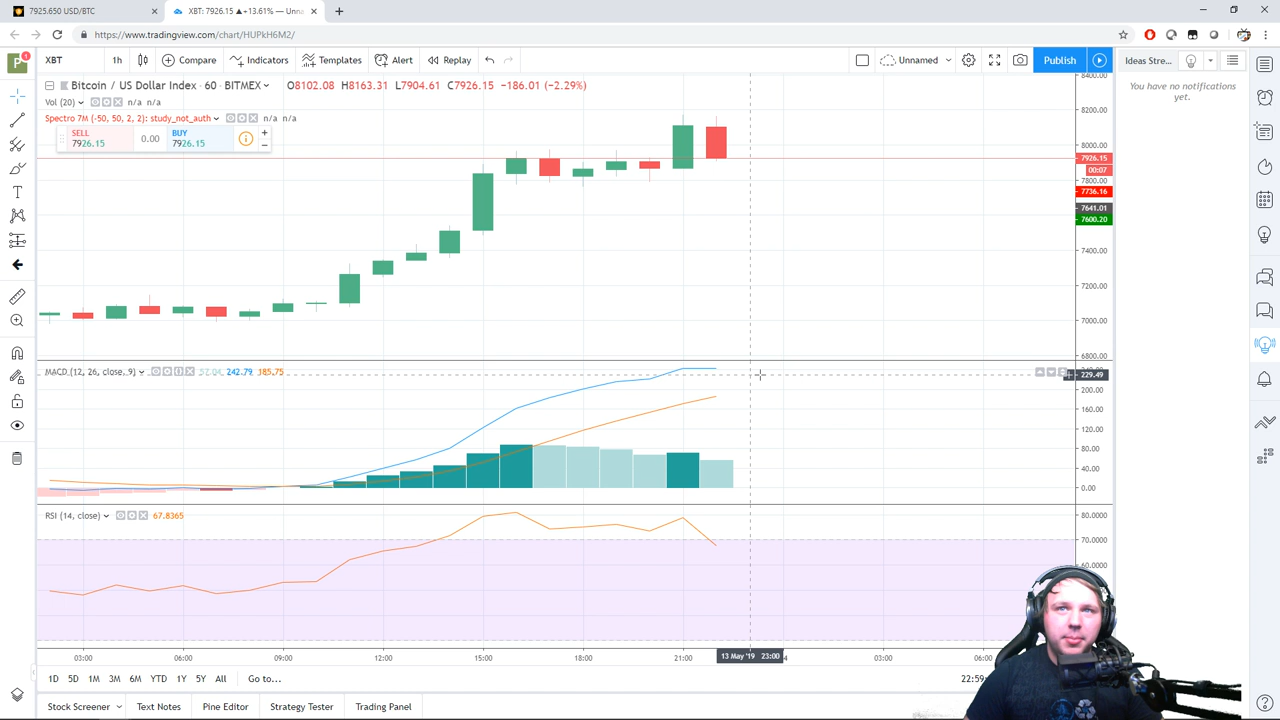 7925.650 USD/BTC
XBT: 7926.15 ▲+13.61% — Unna
https://www.tradingview.com/chart/HUPkH6M2/
XBT 1h Compare Indicators Templates Alert Replay Unnamed Publish Ideas Stre...
Bitcoin / US Dollar Index · 60 · BITMEX O8102.08 H8163.31 L7904.61 C7926.15 −186.01 (−2.29%)
Vol (20) n/a n/a
Spectro 7M (-50, 50, 2, 2): study_not_auth n/a n/a
SELL 7926.15 0.00 BUY 7926.15
You have no notifications
yet.
8400.00
8200.00
8000.00
7926.15
00:07
7800.00
7736.16
7641.01
7600.20
7400.00
7200.00
7000.00
6800.00
MACD (12, 26, close, 9) 57.04 242.79 185.75
229.49
200.00
160.00
120.00
80.00
40.00
0.00
RSI (14, close) 67.8365
80.0000
70.0000
60.0000
03:00 06:00 09:00 12:00 15:00 18:00 21:00 13 May '19 23:00 03:00 06:00
1D 5D 1M 3M 6M YTD 1Y 5Y All Go to... 22:59
Stock Screener Text Notes Pine Editor Strategy Tester Trading Panel